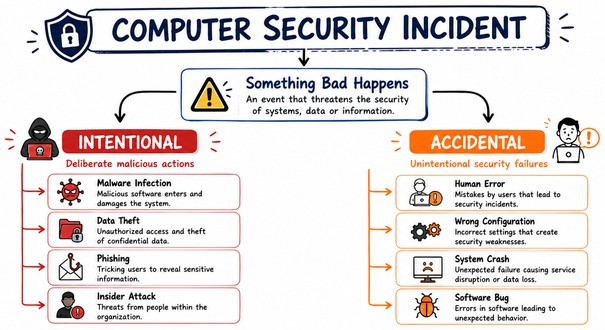 COMPUTER SECURITY INCIDENT
Something Bad Happens
An event that threatens the security
of systems, data or information.
INTENTIONAL
Deliberate malicious actions
Malware Infection
Malicious software enters and
damages the system.
Data Theft
Unauthorized access and theft
of confidential data.
Phishing
Tricking users to reveal sensitive
information.
Insider Attack
Threats from people within the
organization.
ACCIDENTAL
Unintentional security failures
Human Error
Mistakes by users that lead to
security incidents.
Wrong Configuration
Incorrect settings that create
security weaknesses.
System Crash
Unexpected failure causing service
disruption or data loss.
Software Bug
Errors in software leading to
unexpected behavior.